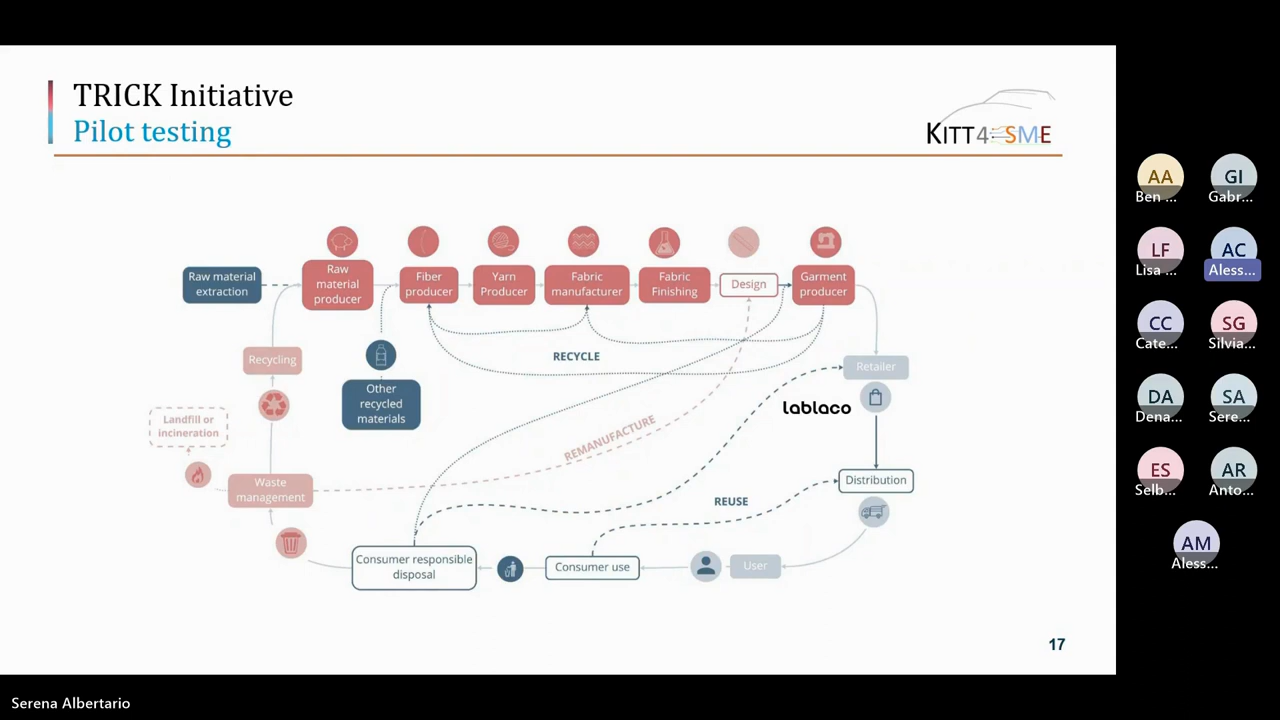 TRICK Initiative
Pilot testing
KITT4SME
Raw material
extraction
Raw
material
producer
Fiber
producer
Yarn
Producer
Fabric
manufacturer
Fabric
Finishing
Design
Garment
producer
Recycling
RECYCLE
Retailer
Other
recycled
materials
lablaco
Landfill or
incineration
REMANUFACTURE
Waste
management
REUSE
Distribution
Consumer responsible
disposal
Consumer use
User
17
AA
Ben ...
GI
Gabr...
LF
Lisa ...
AC
Aless...
CC
Cate...
SG
Silvia...
DA
Dena...
SA
Sere...
ES
Selb...
AR
Anto...
AM
Aless...
Serena Albertario